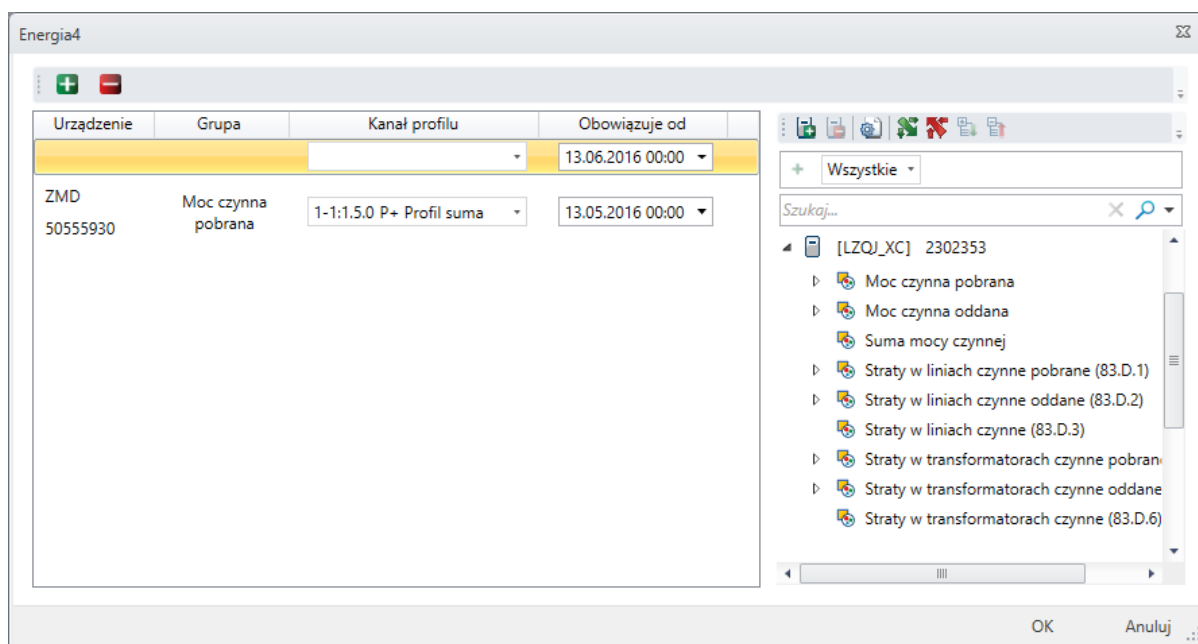 Energia4
Urządzenie Grupa Kanał profilu Obowiązuje od
13.06.2016 00:00
ZMD
50555930
Moc czynna
pobrana
1-1:1.5.0 P+ Profil suma
13.05.2016 00:00
Wszystkie
Szukaj...
[LZQJ_XC] 2302353
Moc czynna pobrana
Moc czynna oddana
Suma mocy czynnej
Straty w liniach czynne pobrane (83.D.1)
Straty w liniach czynne oddane (83.D.2)
Straty w liniach czynne (83.D.3)
Straty w transformatorach czynne pobran
Straty w transformatorach czynne oddane
Straty w transformatorach czynne (83.D.6)
OK Anuluj